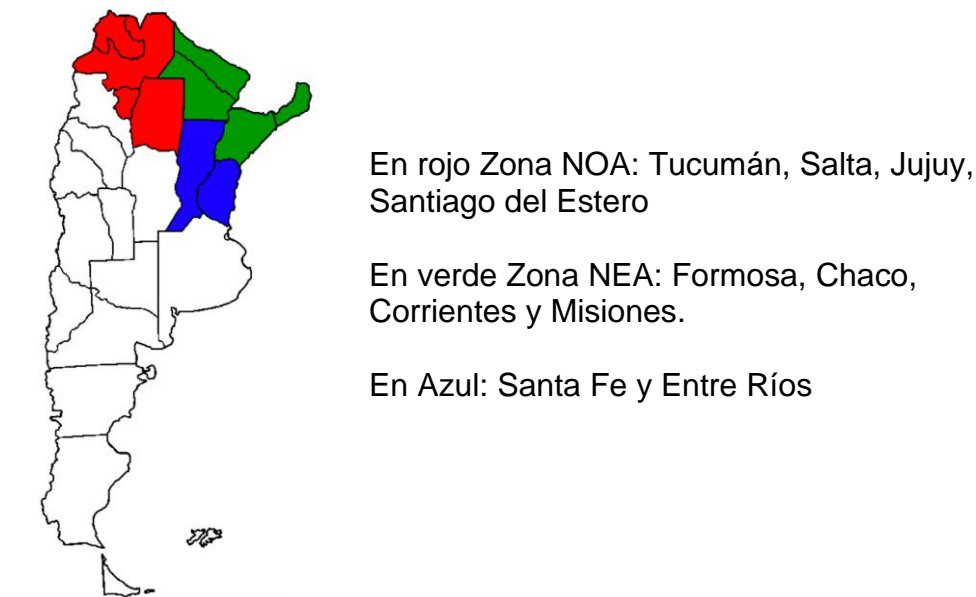 En rojo Zona NOA: Tucumán, Salta, Jujuy,
Santiago del Estero
En verde Zona NEA: Formosa, Chaco,
Corrientes y Misiones.
En Azul: Santa Fe y Entre Ríos